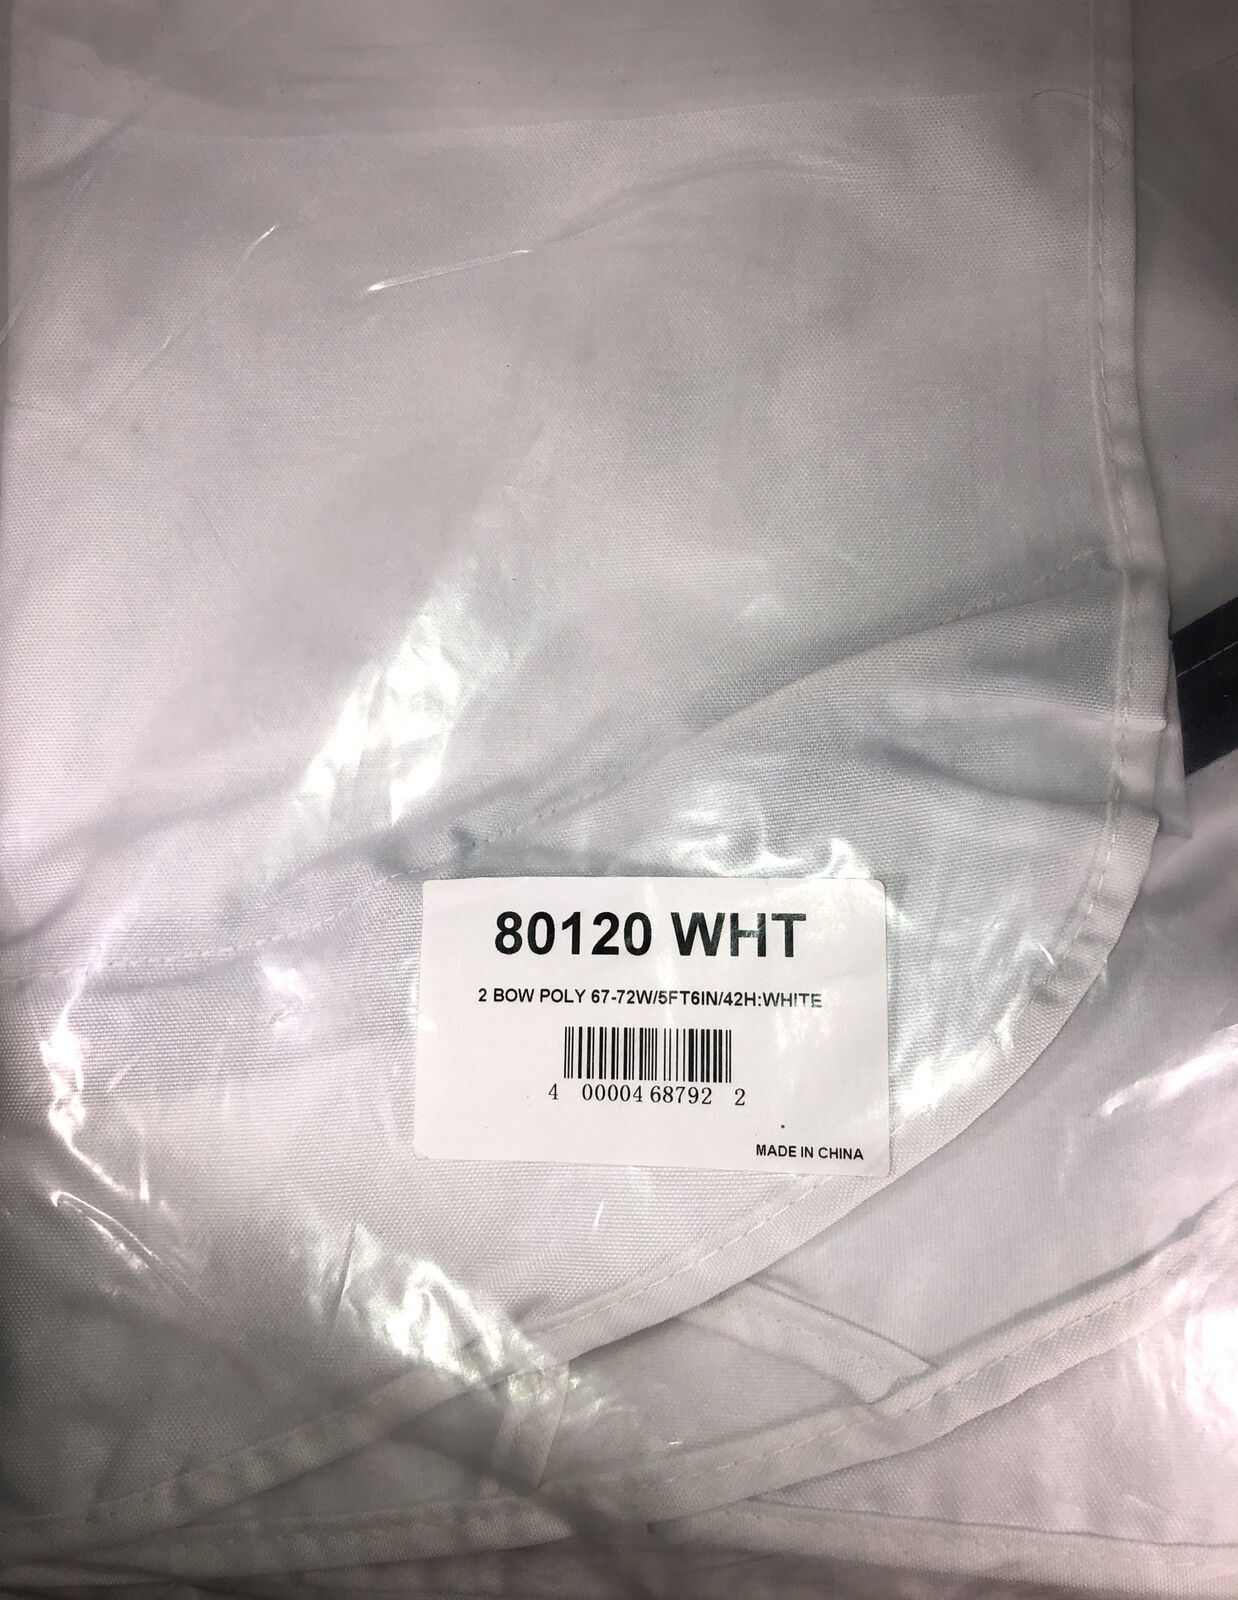 80120 WHT
2 BOW POLY 67-72W/5FT6IN/42H:WHITE
4 00004 68792 2
MADE IN CHINA